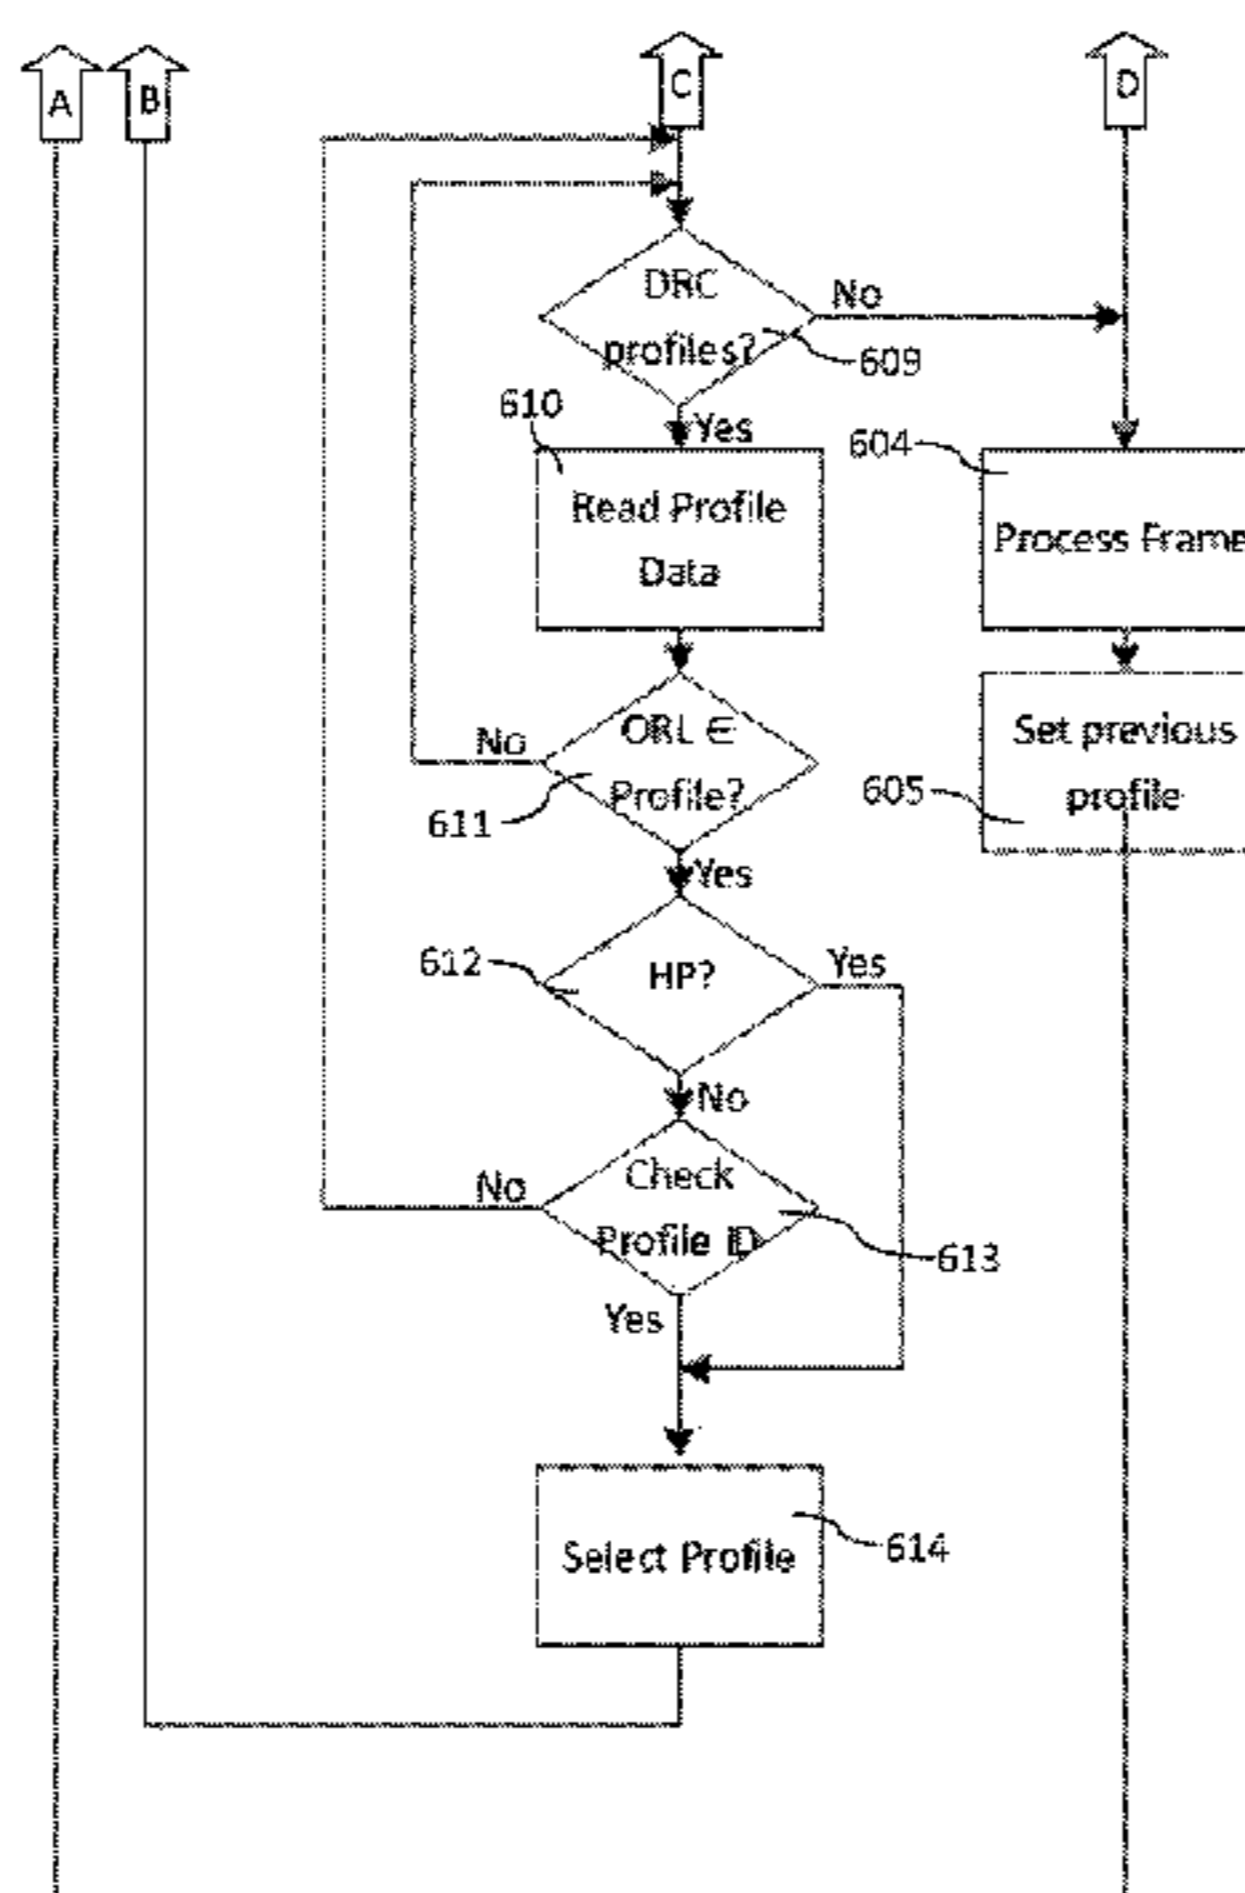 A
B
C
D
DRC
profiles?
No
609
610
Yes
604
Read Profile
Data
Process Frame
ORL ∈
Profile?
No
611
Set previous
profile
605
Yes
612
HP?
Yes
No
Check
Profile ID
No
613
Yes
Select Profile
614